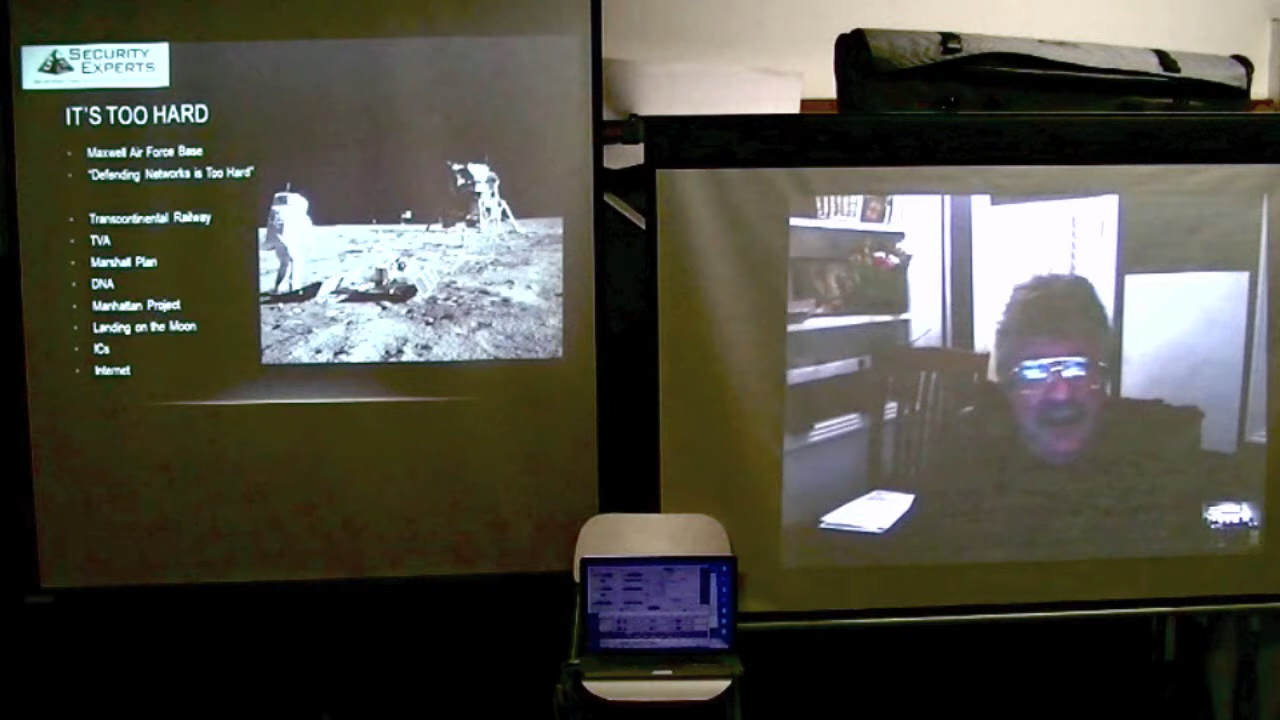 SECURITY
EXPERTS
IT'S TOO HARD
Maxwell Air Force Base
"Defending Networks is Too Hard"
Transcontinental Railway
TVA
Marshall Plan
DNA
Manhattan Project
Landing on the Moon
ICs
Internet